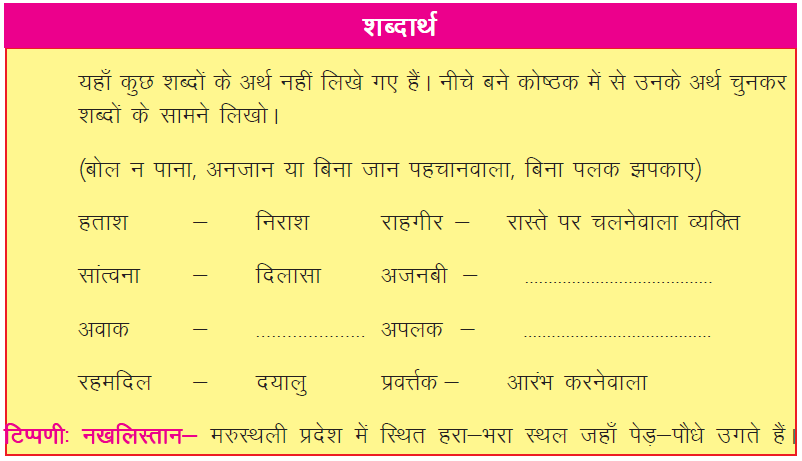 शब्दार्थ
यहाँ कुछ शब्दों के अर्थ नहीं लिखे गए हैं। नीचे बने कोष्ठक में से उनके अर्थ चुनकर
शब्दों के सामने लिखो।
(बोल न पाना, अनजान या बिना जान पहचानवाला, बिना पलक झपकाए)
हताश – निराश राहगीर – रास्ते पर चलनेवाला व्यक्ति
सांत्वना – दिलासा अजनबी – ........................................
अवाक – ..................... अपलक – ........................................
रहमदिल – दयालु प्रवर्त्तक – आरंभ करनेवाला
टिप्पणीः नखलिस्तान– मरुस्थली प्रदेश में स्थित हरा–भरा स्थल जहाँ पेड़–पौधे उगते हैं।